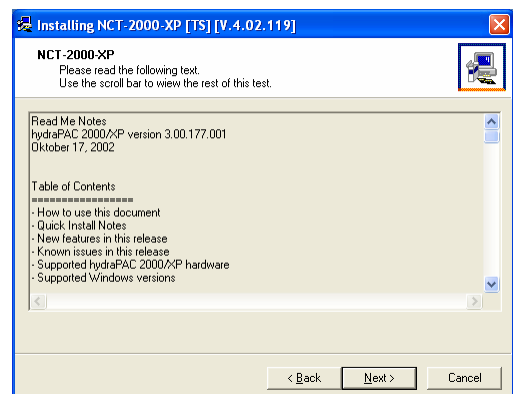 Installing NCT-2000-XP [TS] [V.4.02.119]
NCT-2000-XP
Please read the following text.
Use the scroll bar to wiew the rest of this test.
Read Me Notes
hydraPAC 2000/XP version 3.00.177.001
Oktober 17, 2002
Table of Contents
=================
- How to use this document
- Quick Install Notes
- New features in this release
- Known issues in this release
- Supported hydraPAC 2000/XP hardware
- Supported Windows versions
< Back Next > Cancel